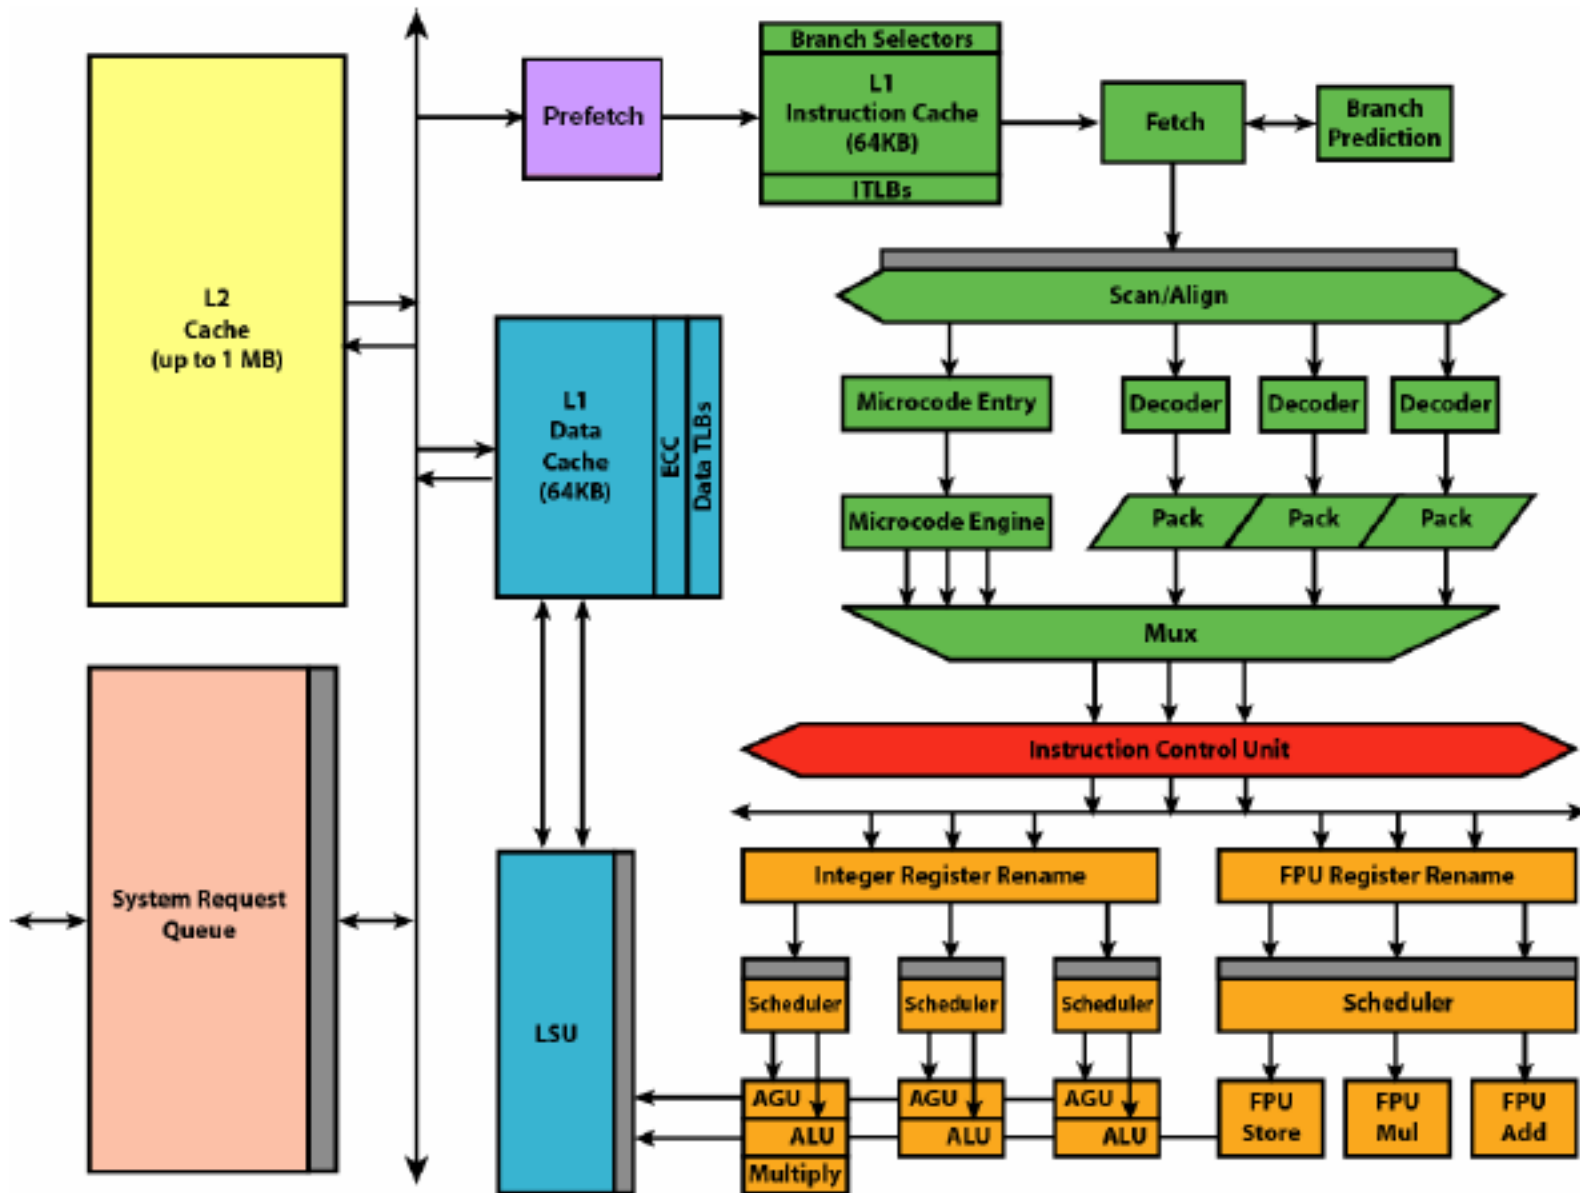 Branch Selectors
L1
Instruction Cache
(64KB)
ITLBs
Prefetch
Fetch
Branch
Prediction
L2
Cache
(up to 1 MB)
Scan/Align
L1
Data
Cache
(64KB)
ECC
Data TLBs
Microcode Entry
Decoder
Decoder
Decoder
Microcode Engine
Pack
Pack
Pack
Mux
Instruction Control Unit
System Request
Queue
Integer Register Rename
FPU Register Rename
LSU
Scheduler
Scheduler
Scheduler
Scheduler
AGU
ALU
Multiply
AGU
ALU
AGU
ALU
FPU
Store
FPU
Mul
FPU
Add